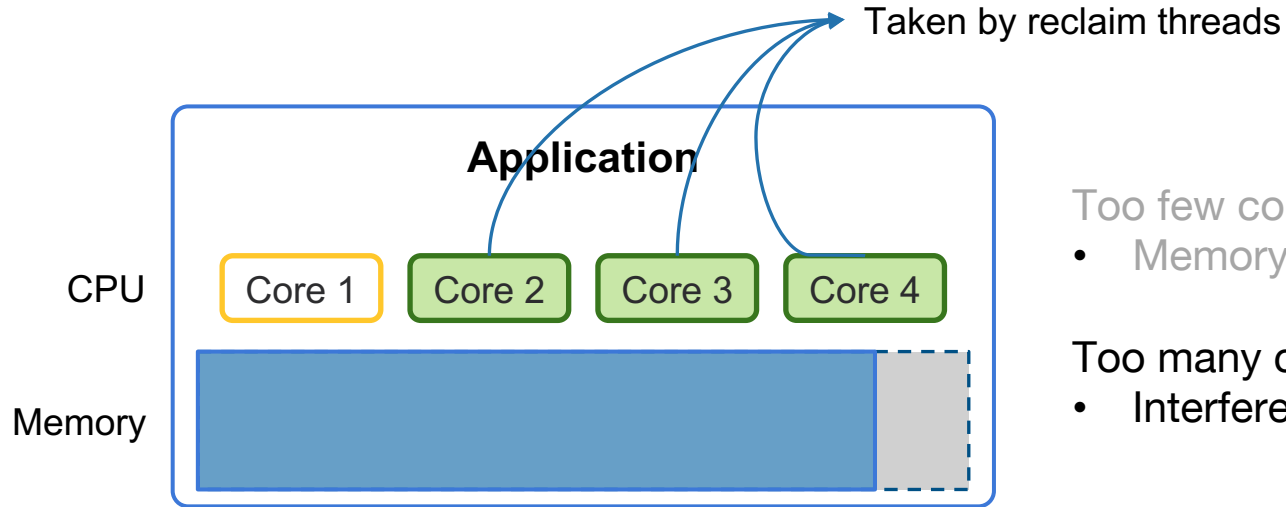 Taken by reclaim threads
Application
CPU
Core 1
Core 2
Core 3
Core 4
Memory
Too few co
• Memory
Too many
• Interfere